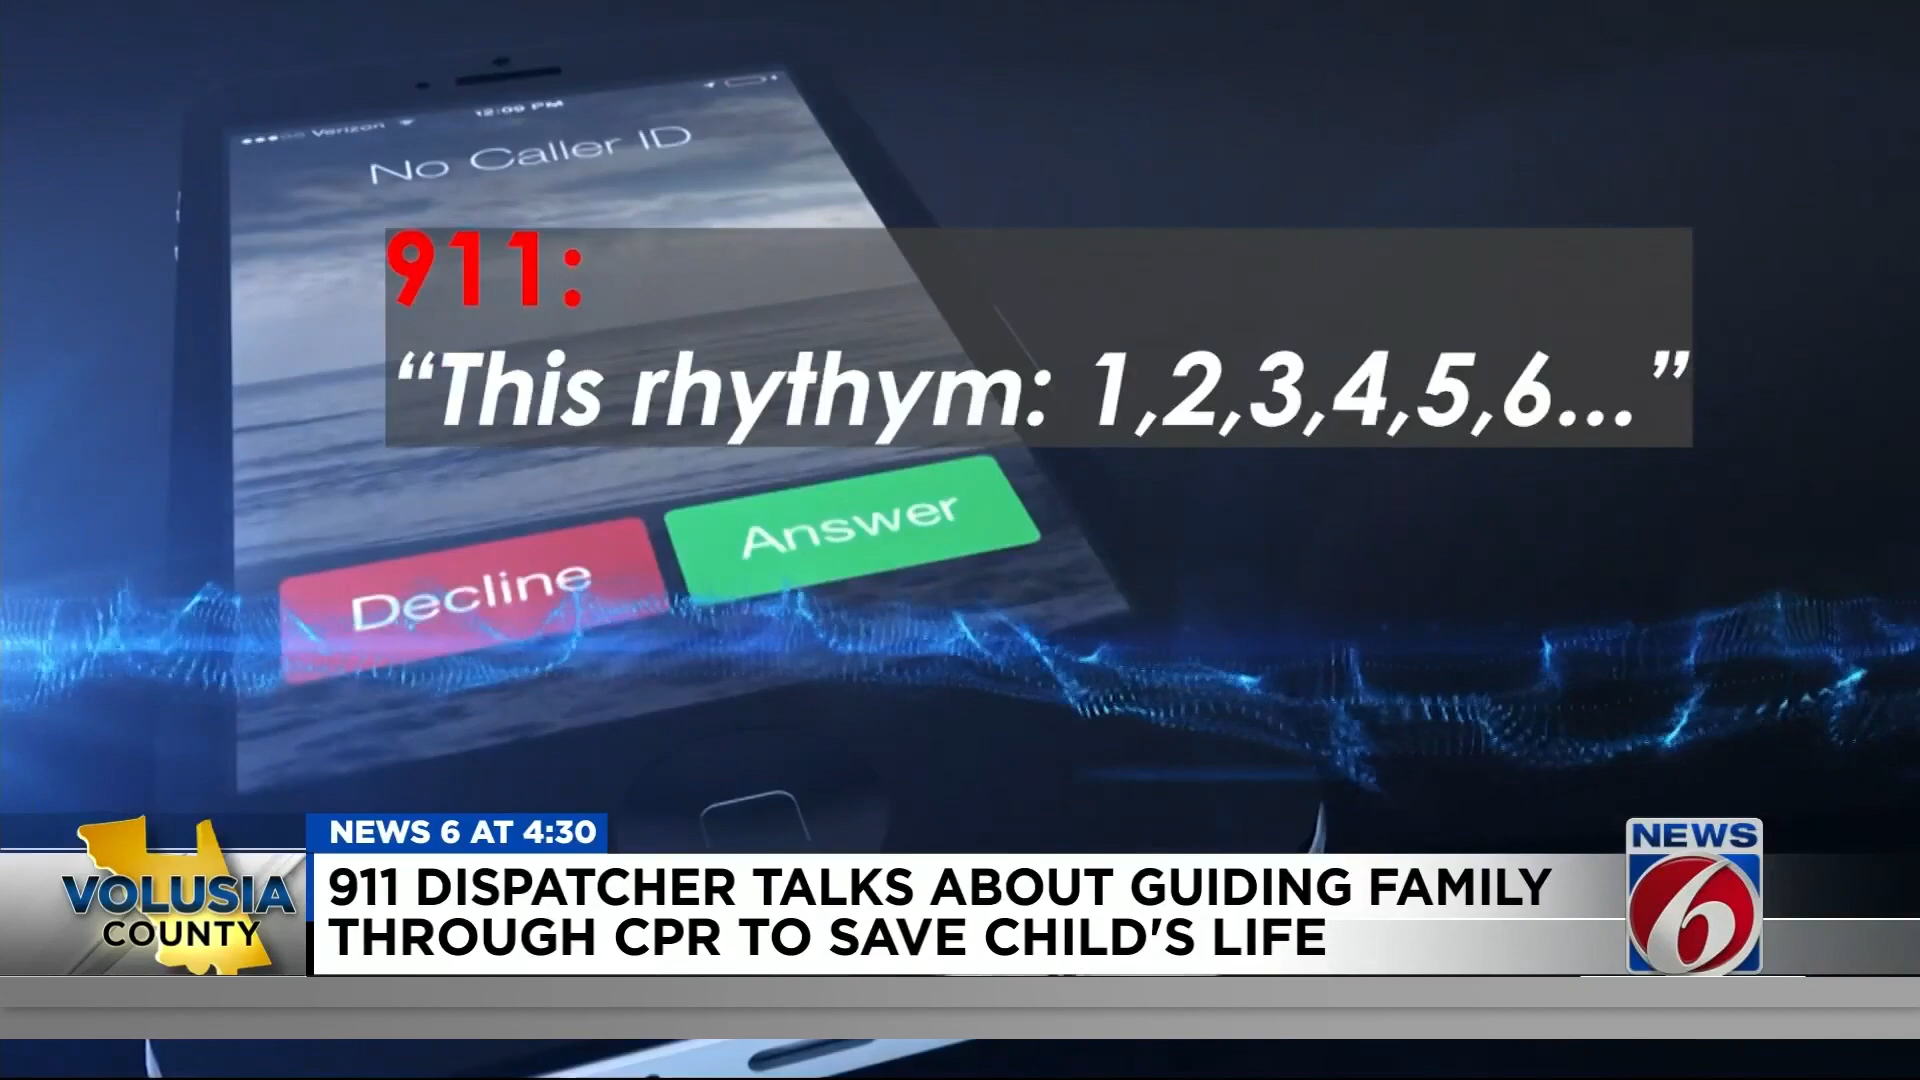 Verizon
12:09 PM
No Caller ID
911:
“This rhythym: 1,2,3,4,5,6...”
Decline
Answer
NEWS 6 AT 4:30
911 DISPATCHER TALKS ABOUT GUIDING FAMILY
THROUGH CPR TO SAVE CHILD'S LIFE
VOLUSIA
COUNTY
NEWS
6